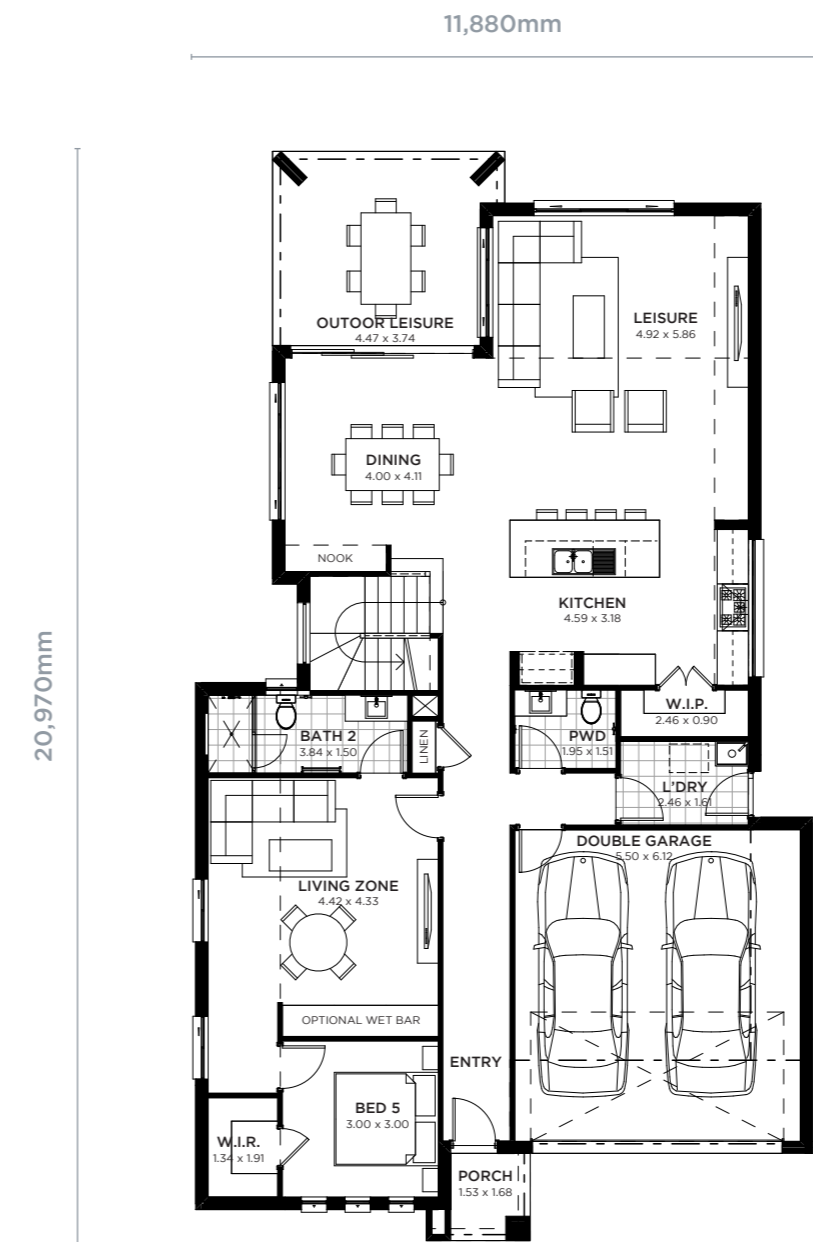 11,880mm
20,970mm
OUTOOR LEISURE
4.47 x 3.74
LEISURE
4.92 x 5.86
DINING
4.00 x 4.11
NOOK
KITCHEN
4.59 x 3.18
W.I.P.
2.46 x 0.90
BATH 2
3.84 x 1.50
LINEN
PWD
1.95 x 1.51
L'DRY
2.46 x 1.61
DOUBLE GARAGE
5.50 x 6.12
LIVING ZONE
4.42 x 4.33
OPTIONAL WET BAR
ENTRY
BED 5
3.00 x 3.00
W.I.R.
1.34 x 1.91
PORCH
1.53 x 1.68